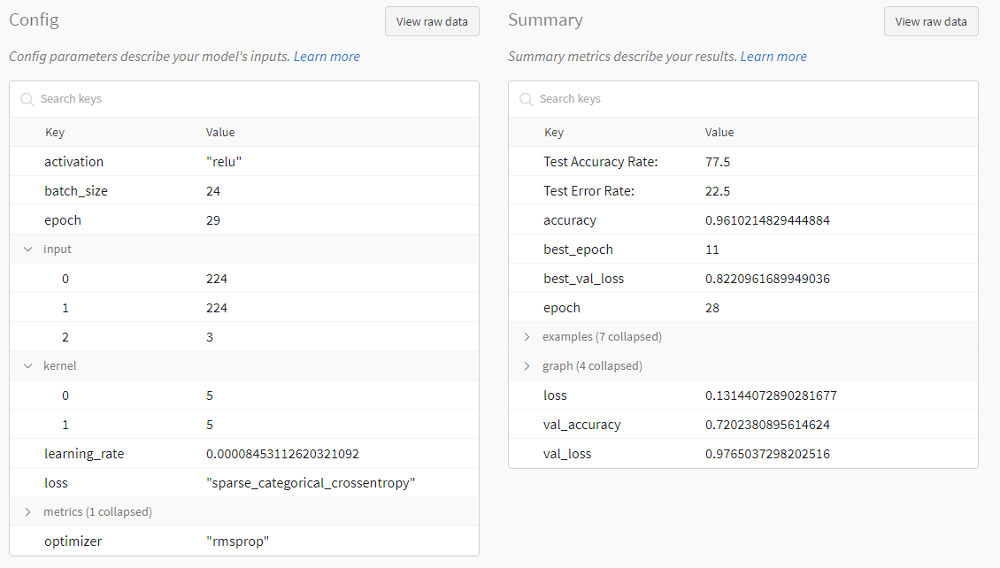 Config
View raw data
Config parameters describe your model's inputs. Learn more
Search keys
Key Value
activation "relu"
batch_size 24
epoch 29
input
0 224
1 224
2 3
kernel
0 5
1 5
learning_rate 0.00008453112620321092
loss "sparse_categorical_crossentropy"
metrics (1 collapsed)
optimizer "rmsprop"
Summary
View raw data
Summary metrics describe your results. Learn more
Search keys
Key Value
Test Accuracy Rate: 77.5
Test Error Rate: 22.5
accuracy 0.9610214829444884
best_epoch 11
best_val_loss 0.8220961689949036
epoch 28
examples (7 collapsed)
graph (4 collapsed)
loss 0.13144072890281677
val_accuracy 0.7202380895614624
val_loss 0.9765037298202516